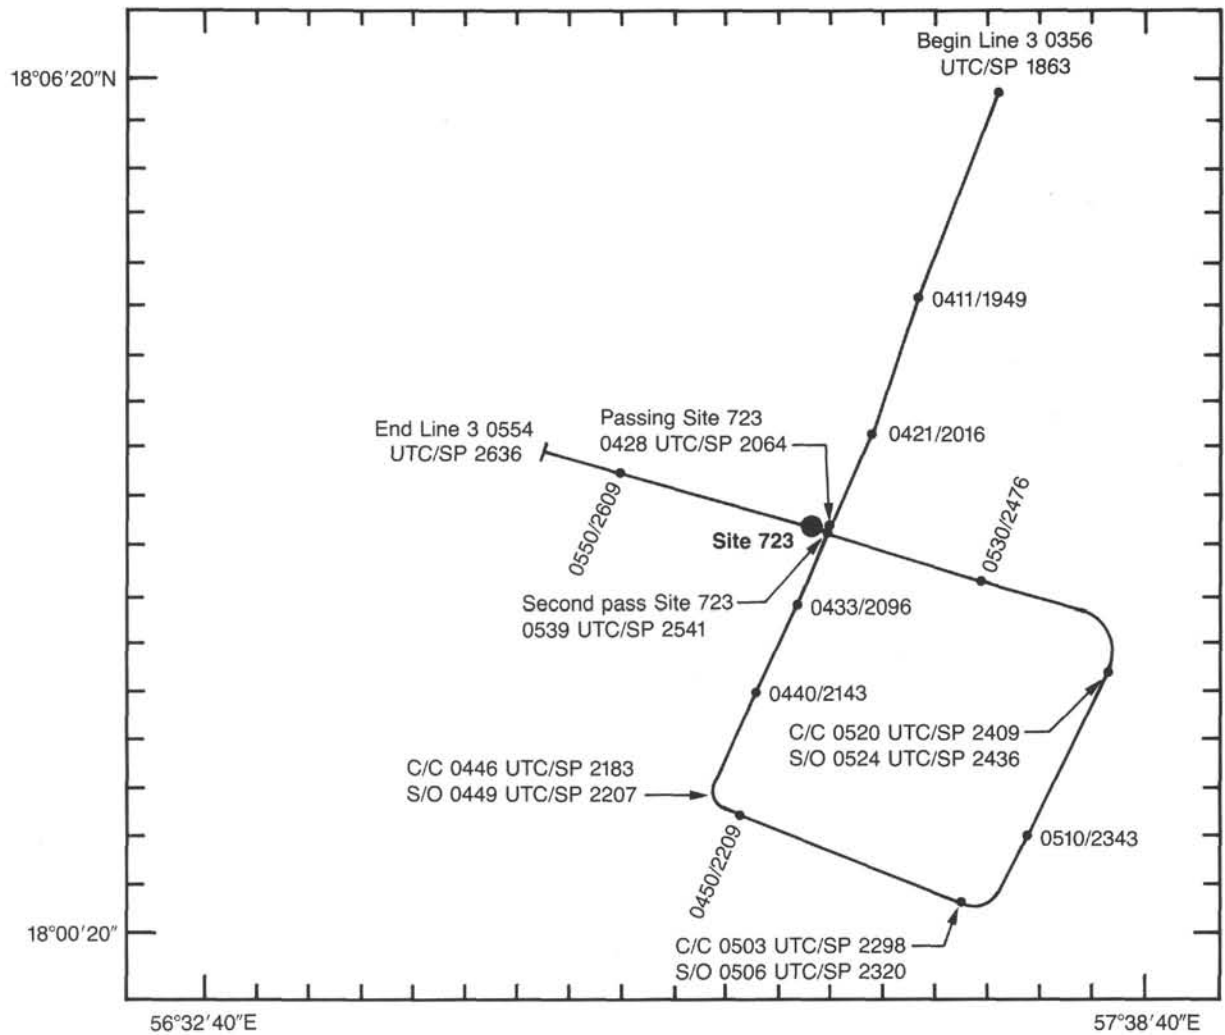 Begin Line 3 0356
UTC/SP 1863
18°06'20"N
0411/1949
Passing Site 723
0428 UTC/SP 2064
0421/2016
End Line 3 0554
UTC/SP 2636
0550/2609
Site 723
0530/2476
Second pass Site 723
0539 UTC/SP 2541
0433/2096
0440/2143
C/C 0520 UTC/SP 2409
S/O 0524 UTC/SP 2436
C/C 0446 UTC/SP 2183
S/O 0449 UTC/SP 2207
0450/2209
0510/2343
18°00'20"
C/C 0503 UTC/SP 2298
S/O 0506 UTC/SP 2320
56°32'40"E
57°38'40"E